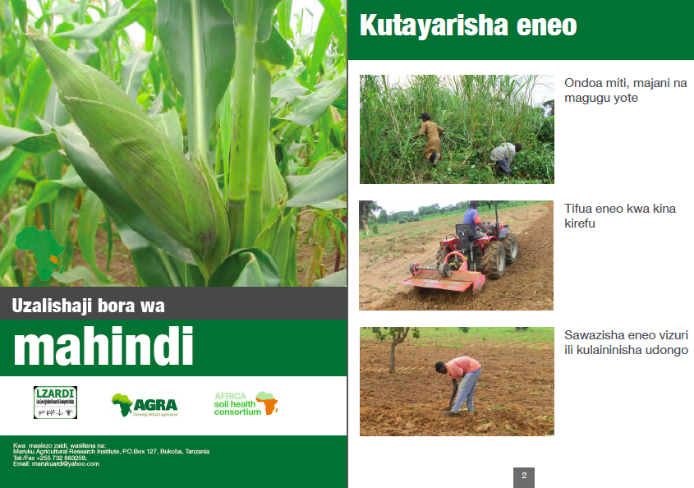 Uzalishaji bora wa
mahindi
LZARDI
AGRA
Growing Africa's agriculture
AFRICA
soil health
consortium
Kwa maelezo zaidi, wasiliana na:
Maruku Agricultural Research Institute, P.O.Box 127, Bukoba, Tanzania
Tel:/Fax +255 732 983256;
Email: marukuardi@yahoo.com
Kutayarisha eneo
Ondoa miti, majani na
magugu yote
Tifua eneo kwa kina
kirefu
Sawazisha eneo vizuri
ili kulaininisha udongo
2